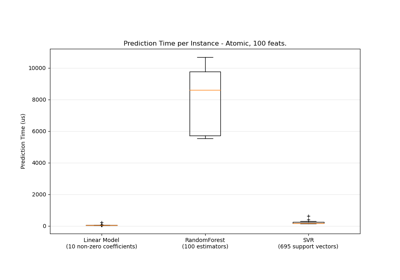 Prediction Time per Instance - Atomic, 100 feats.
Prediction Time (us)
10000
8000
6000
4000
2000
0
Linear Model
(10 non-zero coefficients)
RandomForest
(100 estimators)
SVR
(695 support vectors)